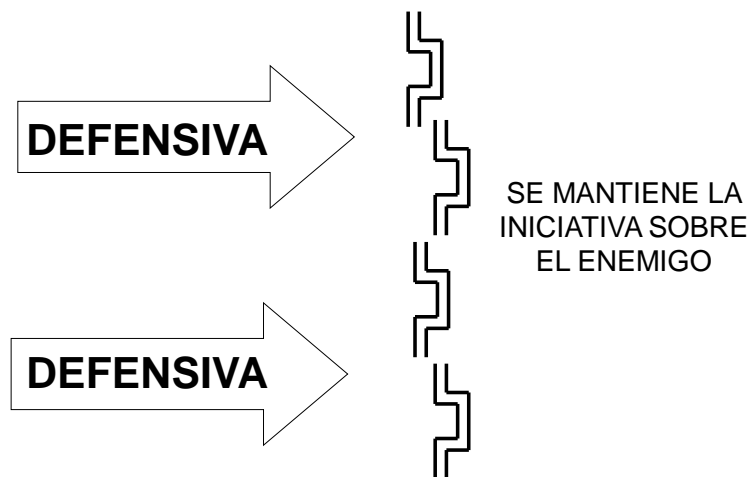 DEFENSIVA
SE MANTIENE LA
INICIATIVA SOBRE
EL ENEMIGO
DEFENSIVA